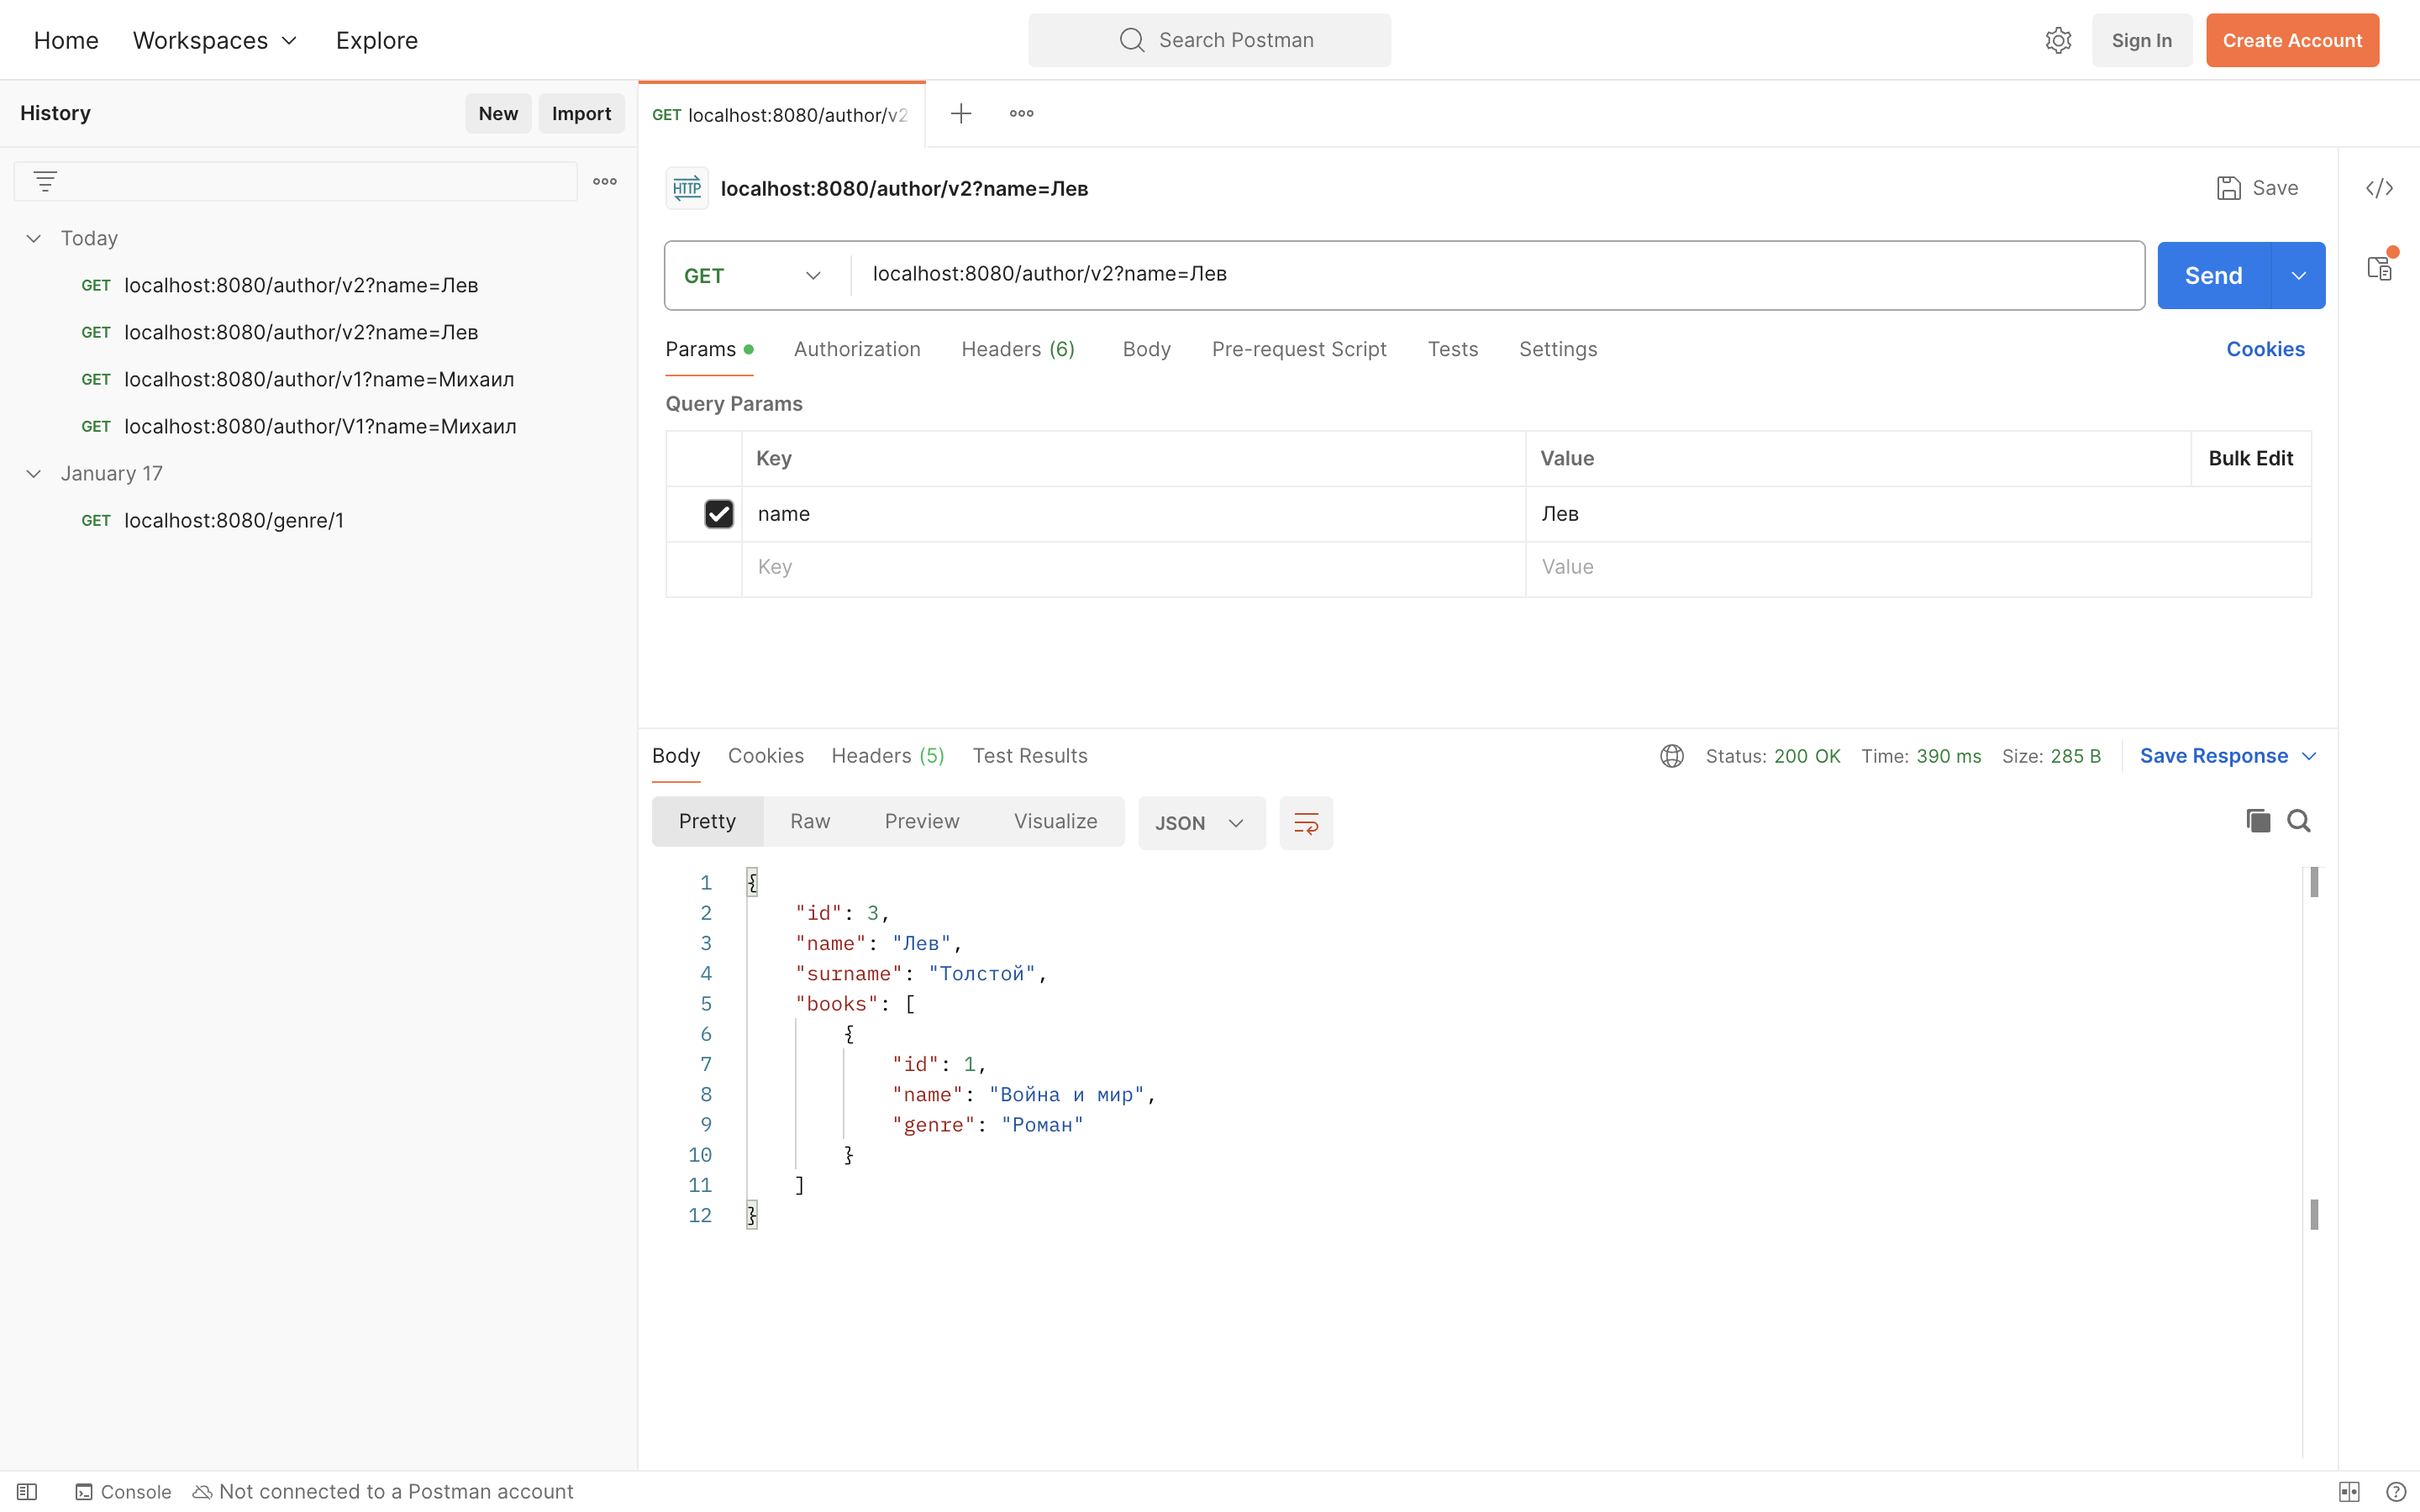 Home Workspaces Explore Search Postman Sign In Create Account
History New Import
GET localhost:8080/author/v2
Today
GET localhost:8080/author/v2?name=Лев
GET localhost:8080/author/v2?name=Лев
GET localhost:8080/author/v1?name=Михаил
GET localhost:8080/author/V1?name=Михаил
January 17
GET localhost:8080/genre/1
HTTP localhost:8080/author/v2?name=Лев Save
GET localhost:8080/author/v2?name=Лев Send
Params Authorization Headers (6) Body Pre-request Script Tests Settings Cookies
Query Params
Key Value Bulk Edit
name Лев
Key Value
Body Cookies Headers (5) Test Results Status: 200 OK Time: 390 ms Size: 285 B Save Response
Pretty Raw Preview Visualize JSON
1 {
2 "id": 3,
3 "name": "Лев",
4 "surname": "Толстой",
5 "books": [
6 {
7 "id": 1,
8 "name": "Война и мир",
9 "genre": "Роман"
10 }
11 ]
12 }
Console Not connected to a Postman account